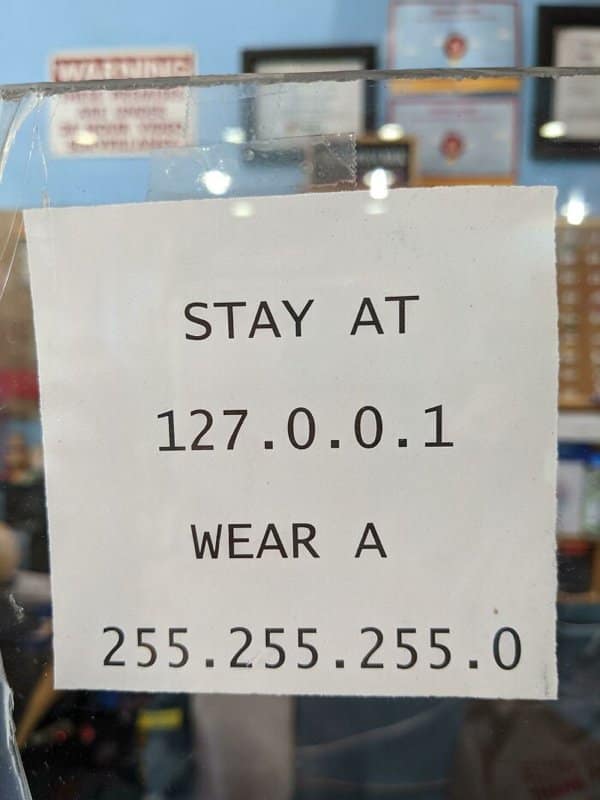 WARNING
STAY AT
127.0.0.1
WEAR A
255.255.255.0